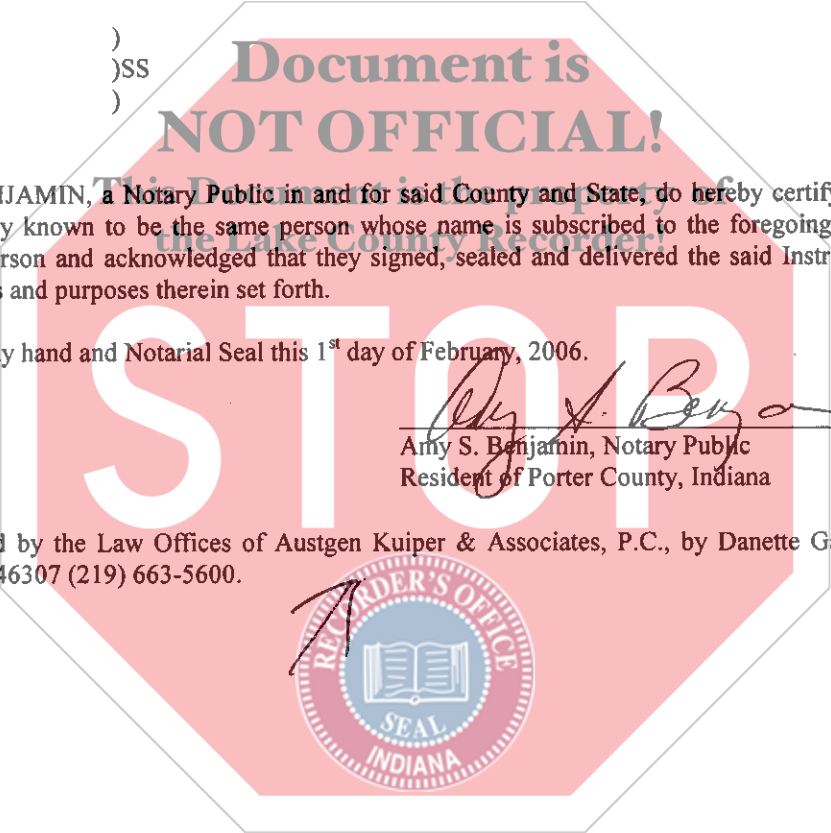 )
)SS
)
Document is
NOT OFFICIAL!
This Document is the property of
the Lake County Recorder!
NJAMIN, a Notary Public in and for said County and State, do hereby certify
y known to be the same person whose name is subscribed to the foregoing
rson and acknowledged that they signed, sealed and delivered the said Instr
s and purposes therein set forth.
y hand and Notarial Seal this 1st day of February, 2006.
STOP
Amy S. Benjamin, Notary Public
Resident of Porter County, Indiana
d by the Law Offices of Austgen Kuiper & Associates, P.C., by Danette G
46307 (219) 663-5600.
RECORDER'S OFFICE
SEAL
INDIANA